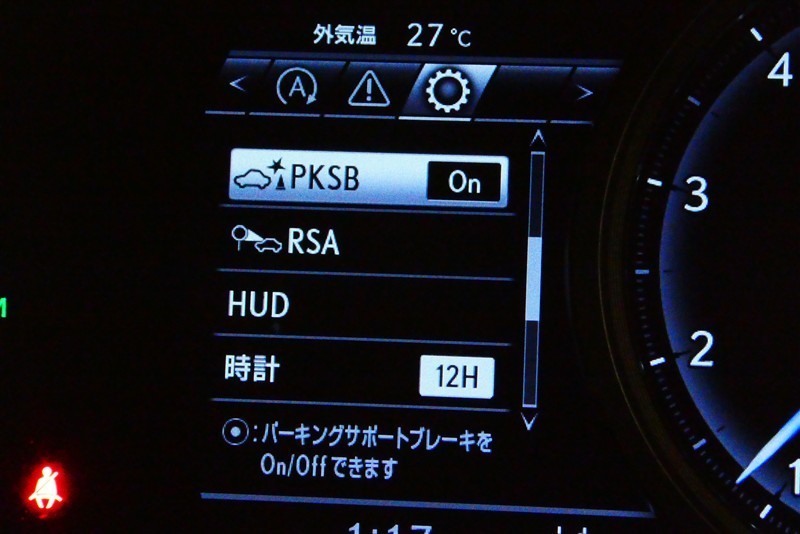 外気温 27℃
A
PKSB On
RSA
HUD
時計 12H
:パーキングサポートブレーキを
On/Offできます
4
3
2
1